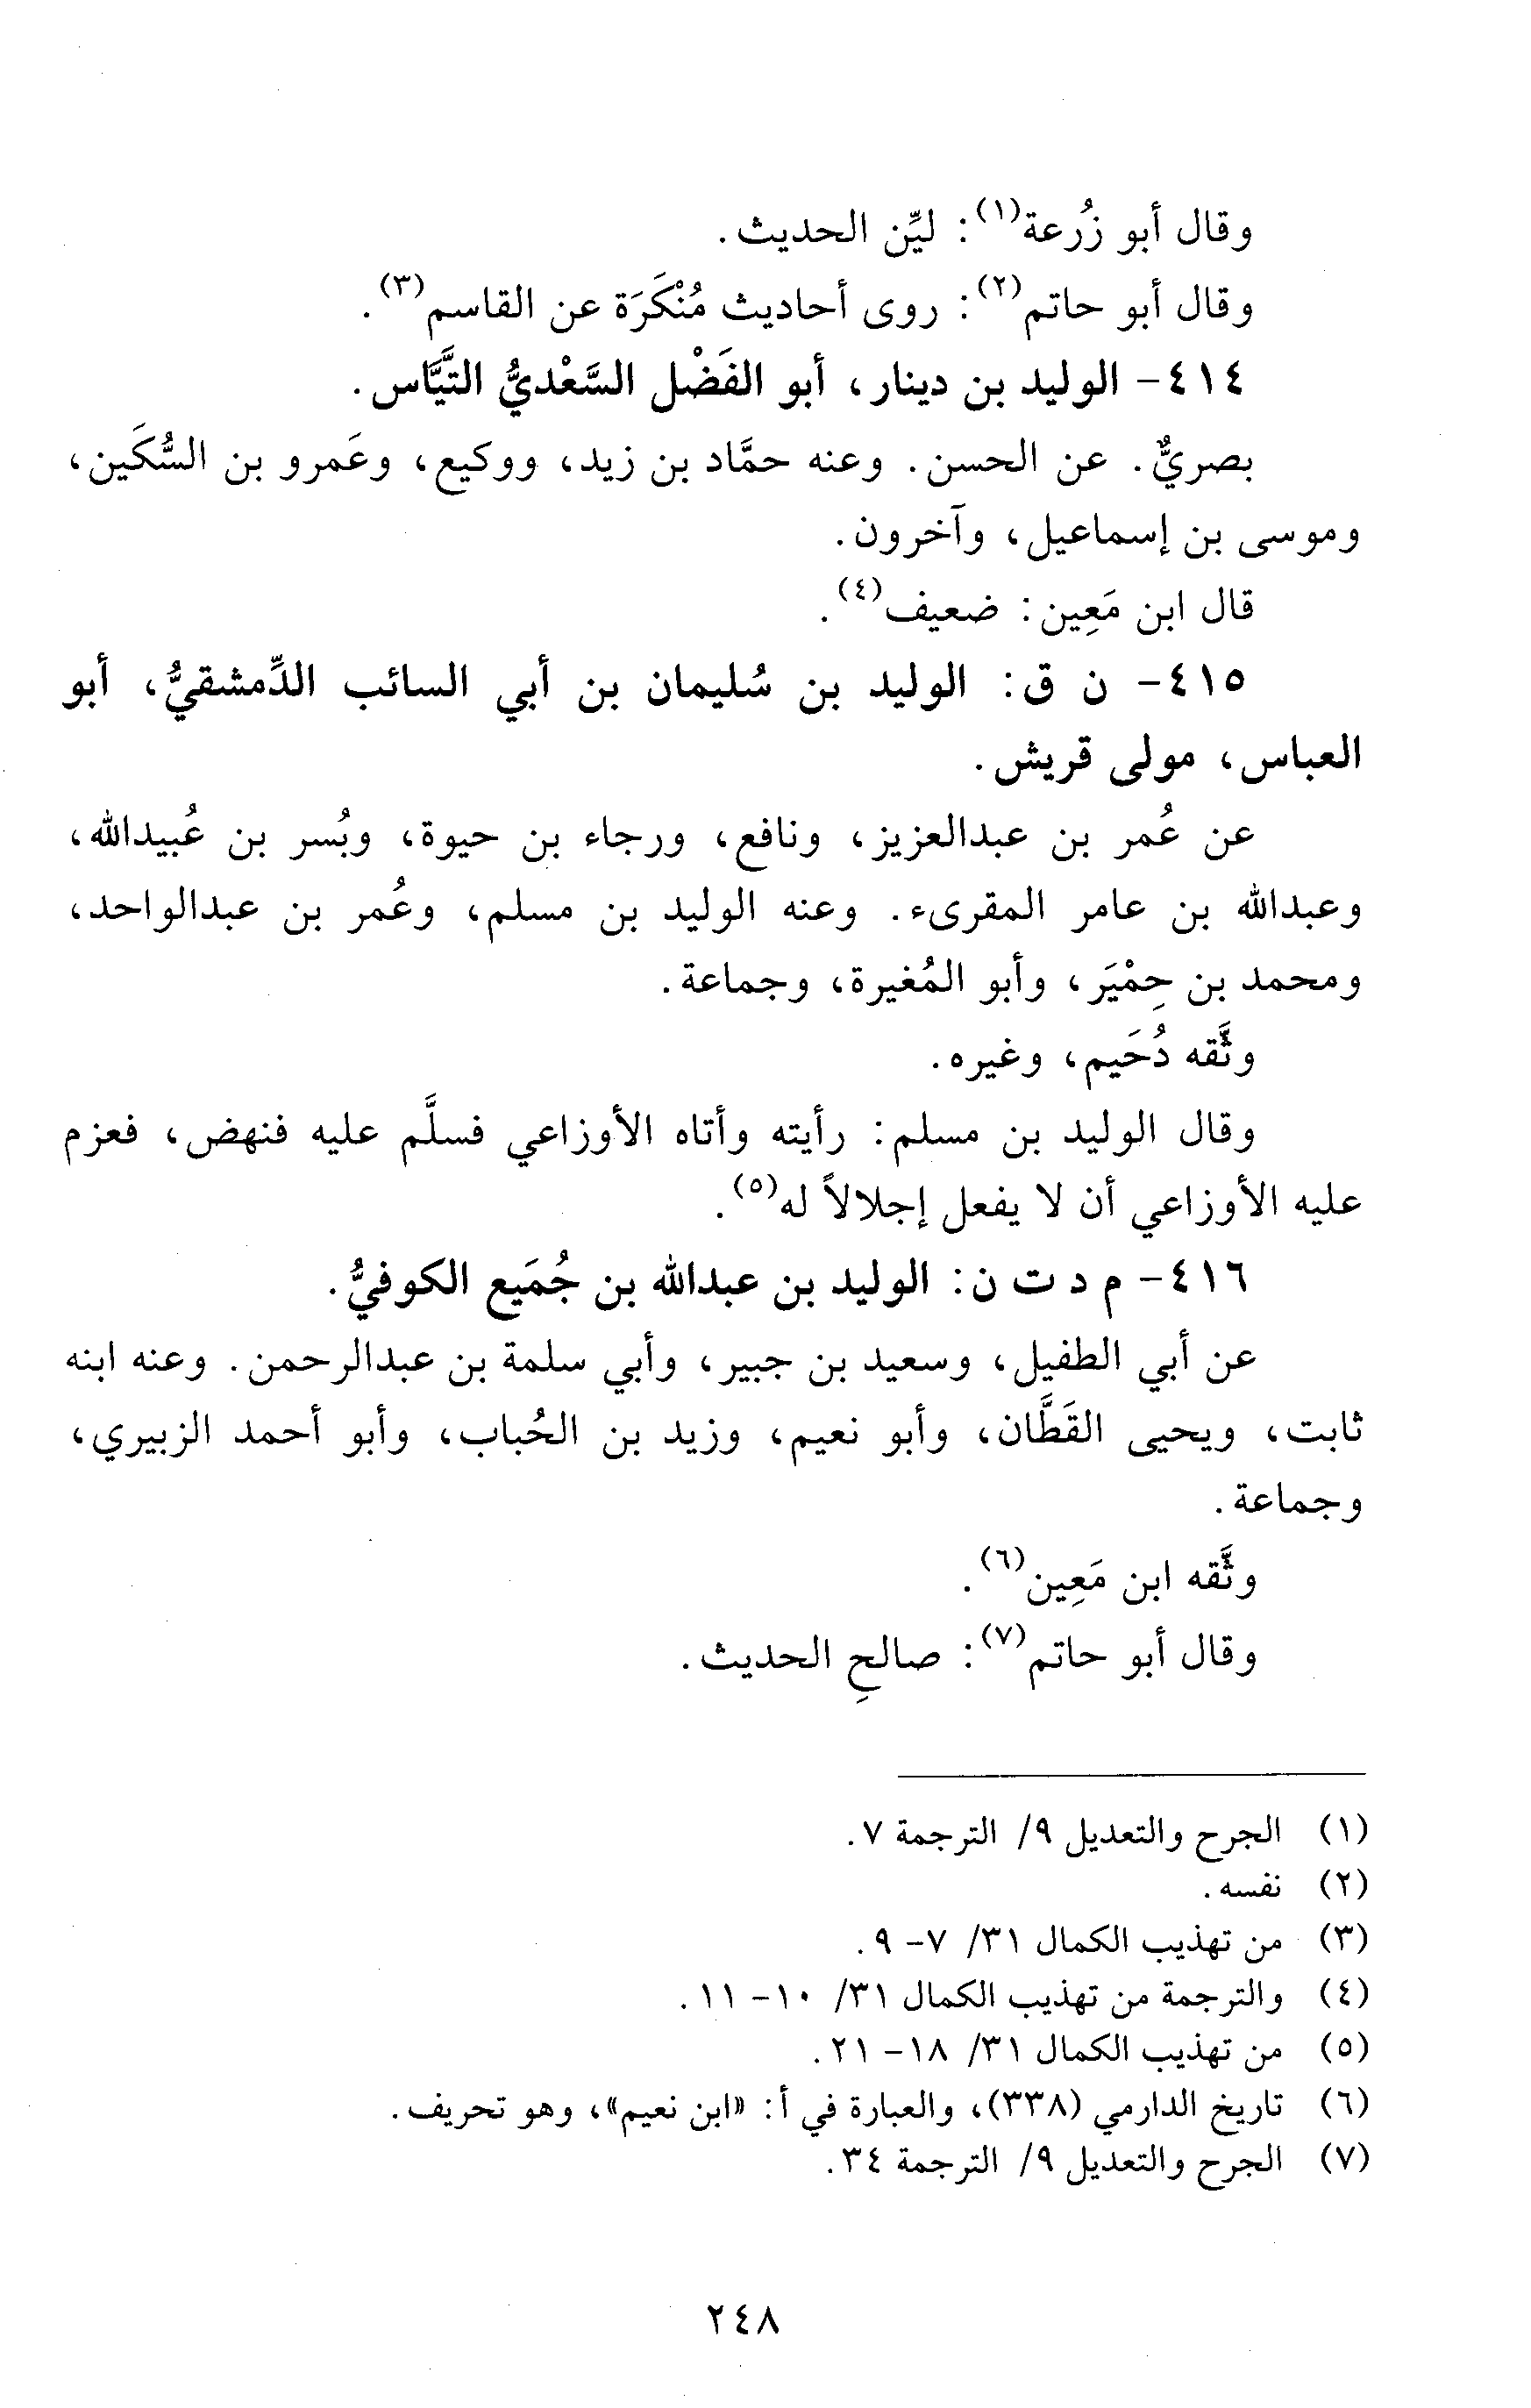 وقال أبو زُرعة(١): ليِّن الحديث.
وقال أبو حاتم(٢): روى أحاديث مُنْكَرَة عن القاسم(٣).
٤١٤- الوليد بن دينار، أبو الفَضْل السَّعْديُّ التيَّاس.
بصريٌّ. عن الحسن. وعنه حمَّاد بن زيد، ووكيع، وعَمرو بن السُّكَين،
وموسى بن إسماعيل، وآخرون.
قال ابن مَعِين: ضعيف(٤).
٤١٥- ن ق: الوليد بن سُليمان بن أبي السائب الدِّمشقيُّ، أبو
العباس، مولى قريش.
عن عُمر بن عبدالعزيز، ونافع، ورجاء بن حيوة، وبُسر بن عُبيدالله،
وعبدالله بن عامر المقرىء. وعنه الوليد بن مسلم، وعُمر بن عبدالواحد،
ومحمد بن حِمْيَر، وأبو المُغيرة، وجماعة.
وثَّقه دُحَيم، وغيره.
وقال الوليد بن مسلم: رأيته وأتاه الأوزاعي فسلَّم عليه فنهض، فعزم
عليه الأوزاعي أن لا يفعل إجلالاً له(٥).
٤١٦- م د ت ن: الوليد بن عبدالله بن جُمَيع الكوفيُّ.
عن أبي الطفيل، وسعيد بن جبير، وأبي سلمة بن عبدالرحمن. وعنه ابنه
ثابت، ويحيى القَطَّان، وأبو نعيم، وزيد بن الحُباب، وأبو أحمد الزبيري،
وجماعة.
وثَّقه ابن مَعِين(٦).
وقال أبو حاتم(٧): صالحِ الحديث.
(١) الجرح والتعديل ٩/ الترجمة ٧.
(٢) نفسه.
(٣) من تهذيب الكمال ٣١/ ٧- ٩.
(٤) والترجمة من تهذيب الكمال ٣١/ ١٠- ١١.
(٥) من تهذيب الكمال ٣١/ ١٨- ٢١.
(٦) تاريخ الدارمي (٣٣٨)، والعبارة في أ: «ابن نعيم»، وهو تحريف.
(٧) الجرح والتعديل ٩/ الترجمة ٣٤.
٢٤٨